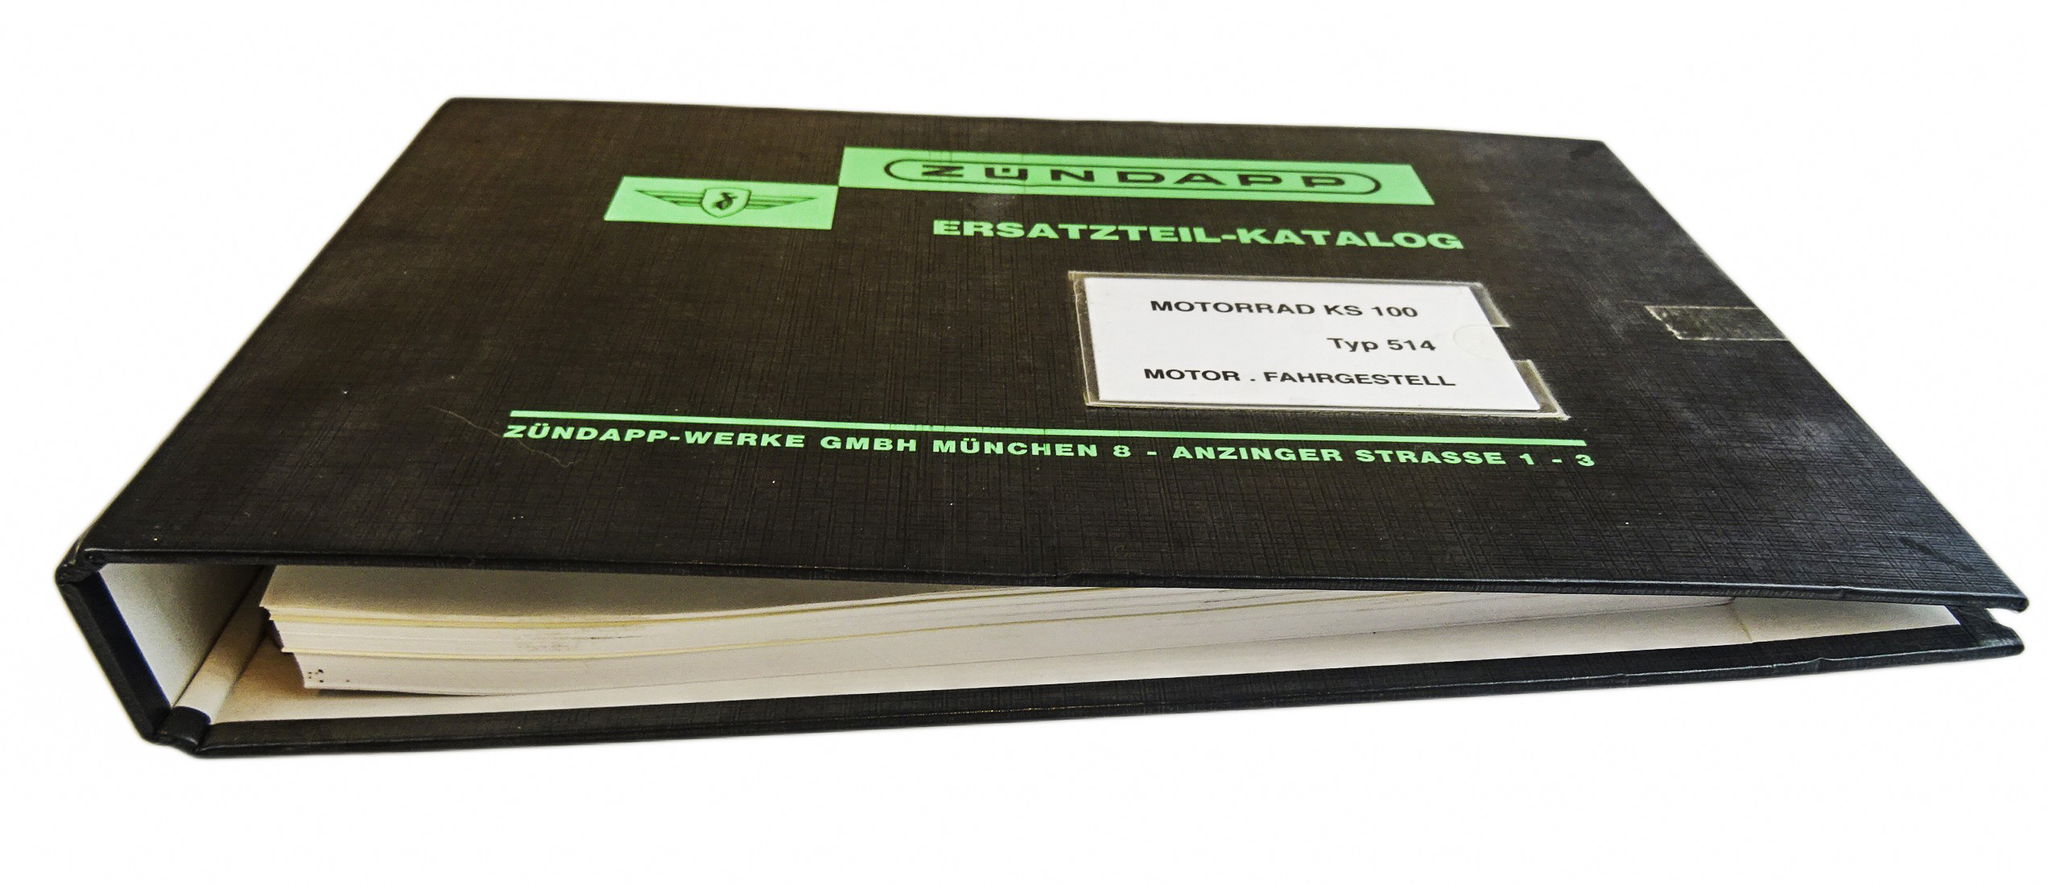 ZÜNDAPP
ERSATZTEIL-KATALOG
MOTORRAD KS 100
Typ 514
MOTOR . FAHRGESTELL
ZÜNDAPP-WERKE GMBH MÜNCHEN 8 - ANZINGER STRASSE 1 - 3